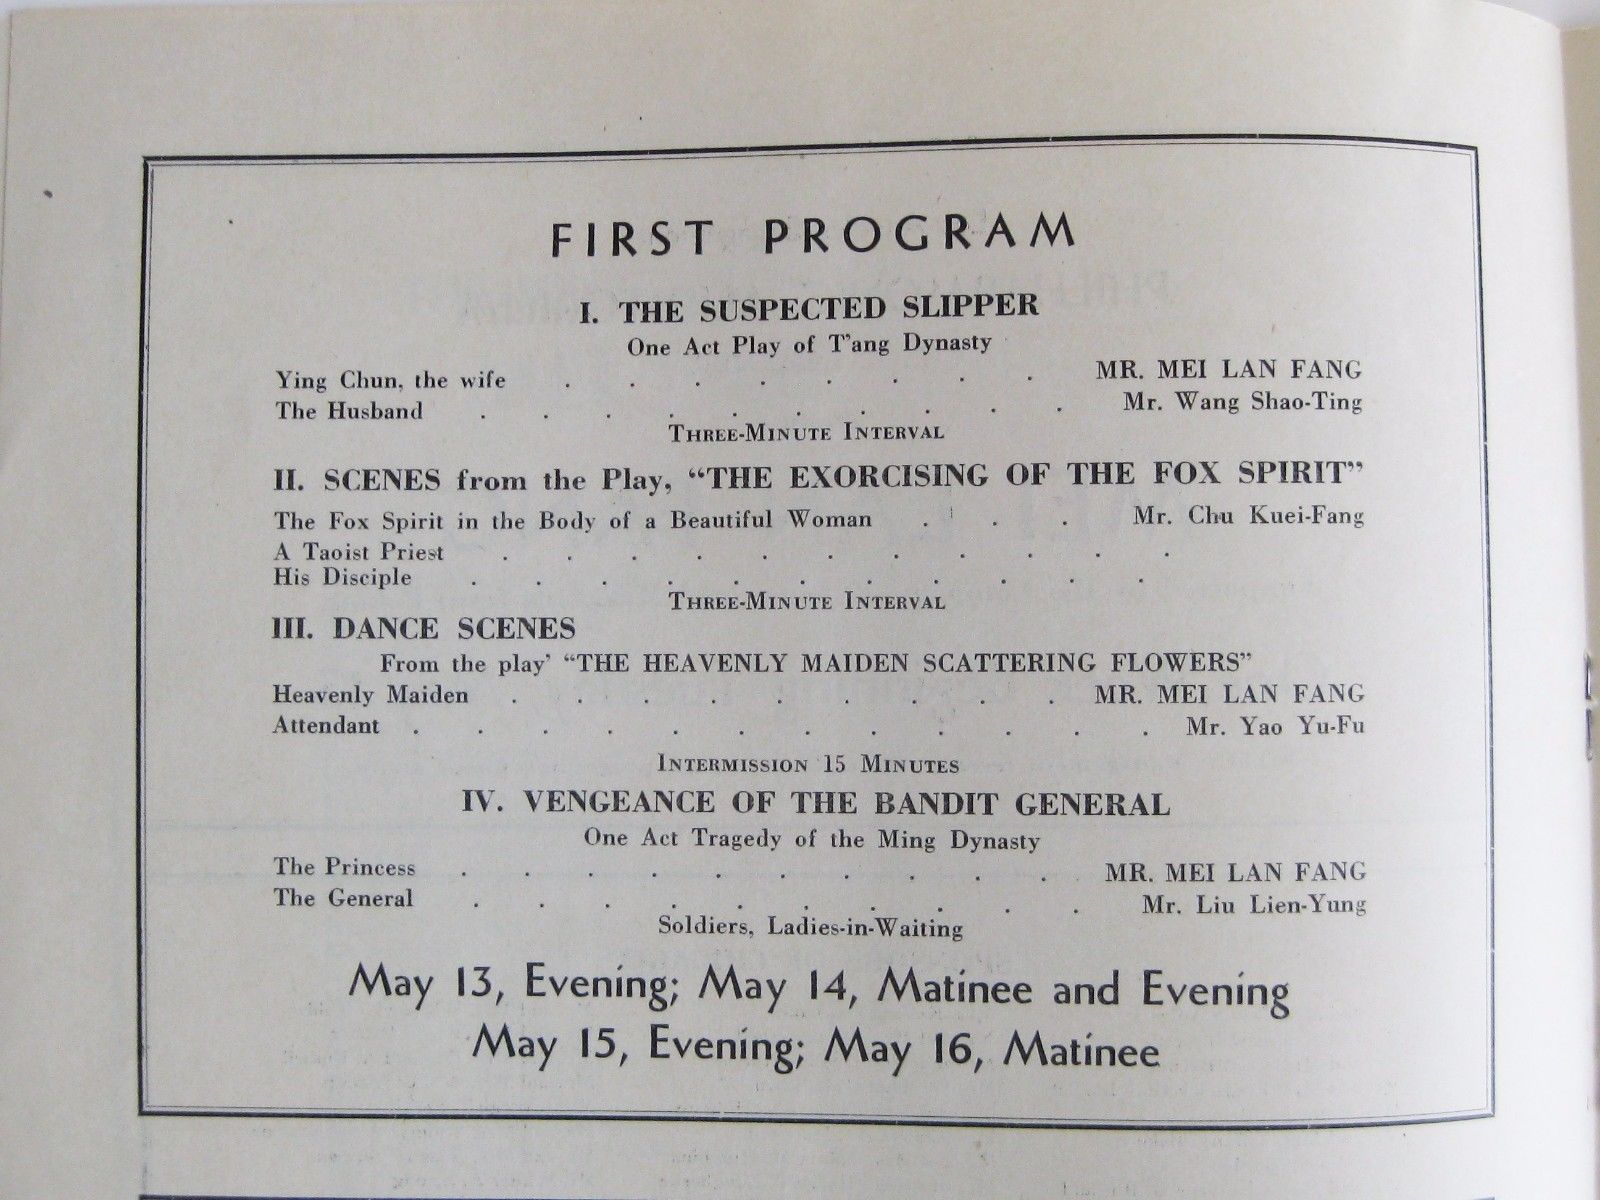 FIRST PROGRAM
I. THE SUSPECTED SLIPPER
One Act Play of T'ang Dynasty
Ying Chun, the wife . . . . . . . . MR. MEI LAN FANG
The Husband . . . . . . . . . . Mr. Wang Shao-Ting
THREE-MINUTE INTERVAL
II. SCENES from the Play, “THE EXORCISING OF THE FOX SPIRIT”
The Fox Spirit in the Body of a Beautiful Woman . . . Mr. Chu Kuei-Fang
A Taoist Priest . . . . . . . . . . .
His Disciple . . . . . . . . . . .
THREE-MINUTE INTERVAL
III. DANCE SCENES
From the play' “THE HEAVENLY MAIDEN SCATTERING FLOWERS”
Heavenly Maiden . . . . . . . . . MR. MEI LAN FANG
Attendant . . . . . . . . . . . . Mr. Yao Yu-Fu
INTERMISSION 15 MINUTES
IV. VENGEANCE OF THE BANDIT GENERAL
One Act Tragedy of the Ming Dynasty
The Princess . . . . . . . . . . MR. MEI LAN FANG
The General . . . . . . . . . . Mr. Liu Lien-Yung
Soldiers, Ladies-in-Waiting
May 13, Evening; May 14, Matinee and Evening
May 15, Evening; May 16, Matinee